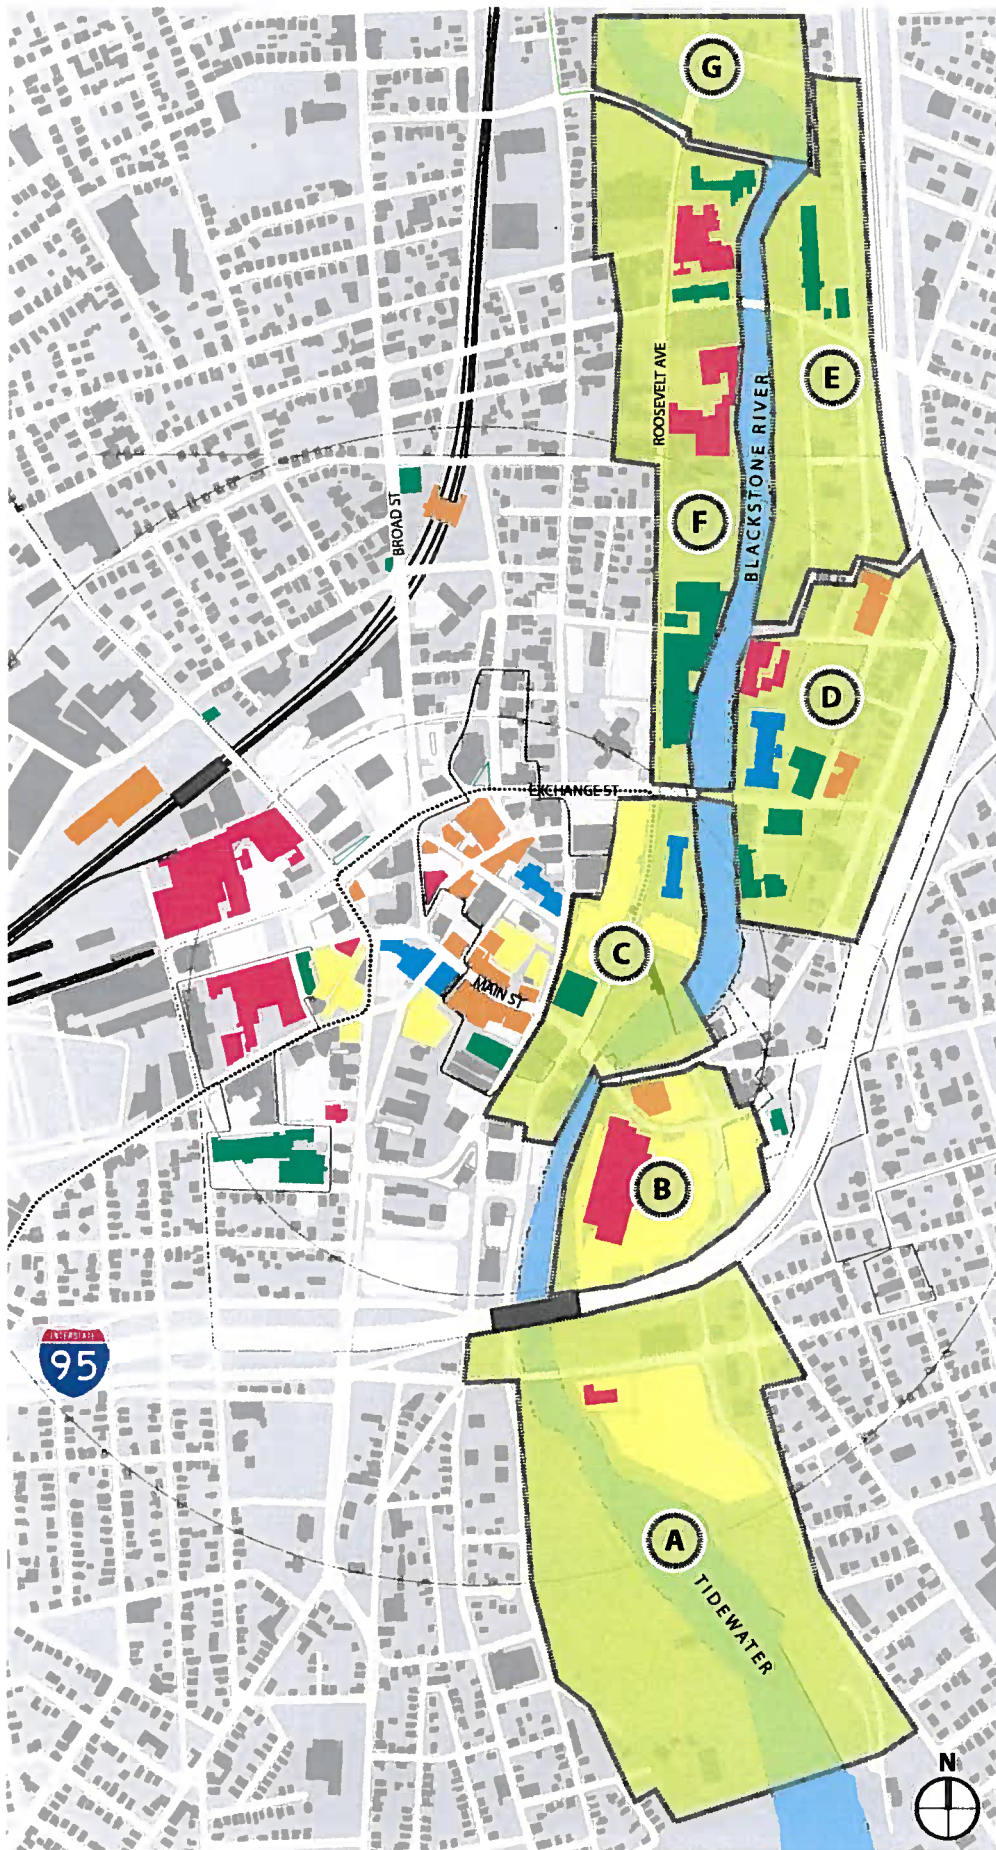 G
E
ROOSEVELT AVE
BLACKSTONE RIVER
BROAD ST
F
D
EXCHANGE ST
C
MAIN ST
B
INTERSTATE
95
A
TIDEWATER
N